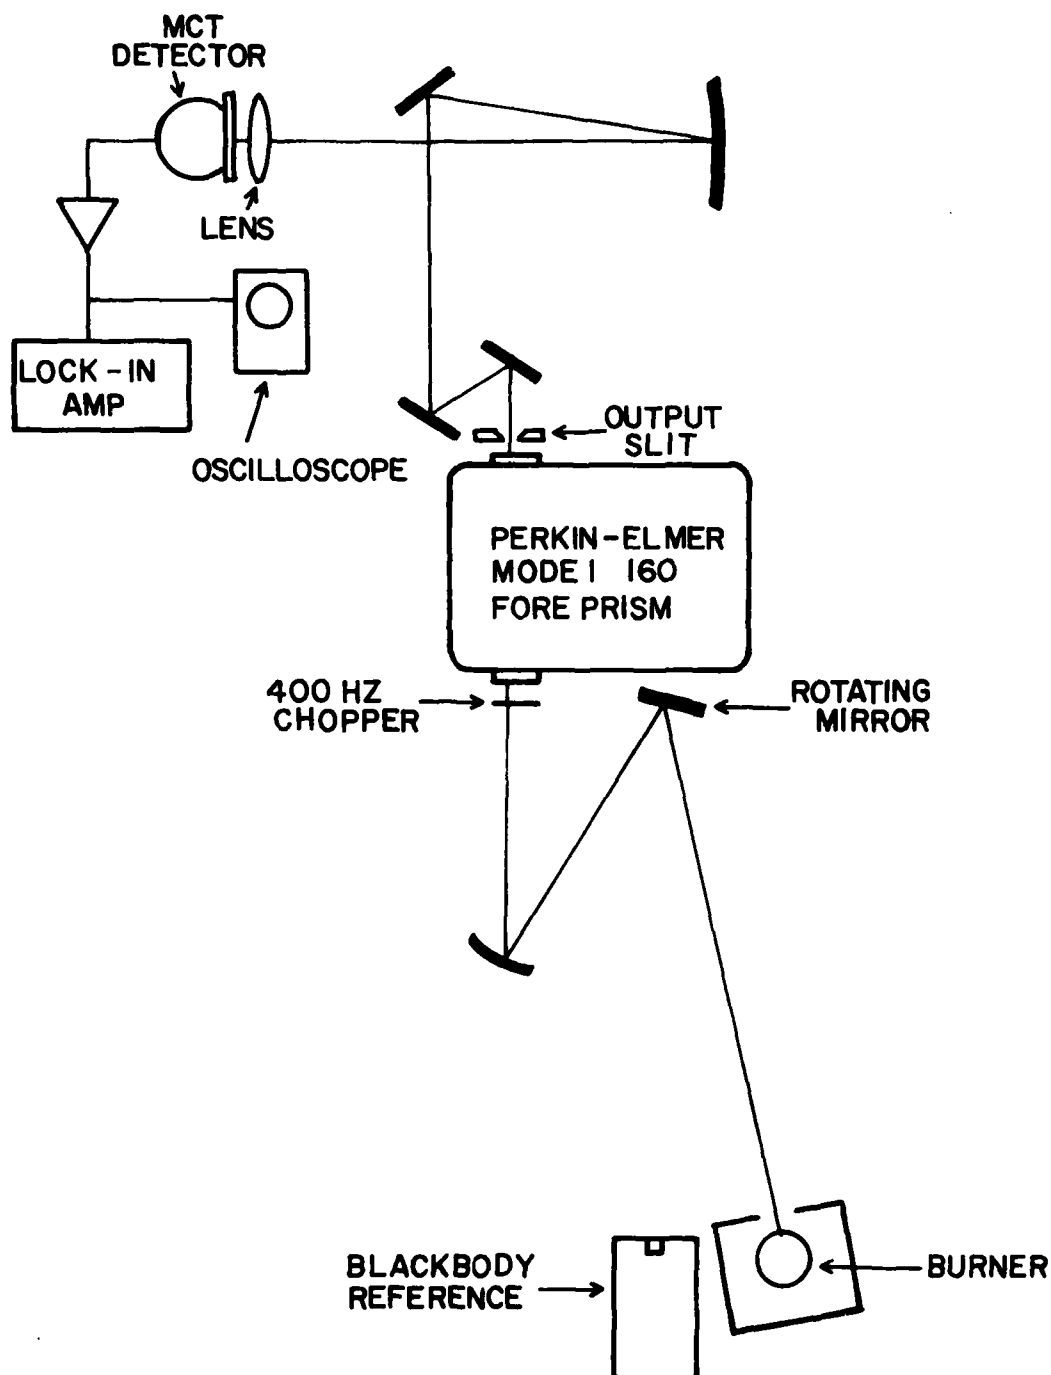 MCT
DETECTOR
LENS
LOCK-IN
AMP
OSCILLOSCOPE
OUTPUT
SLIT
PERKIN-ELMER
MODEl 160
FORE PRISM
400 HZ
CHOPPER
ROTATING
MIRROR
BLACKBODY
REFERENCE
BURNER